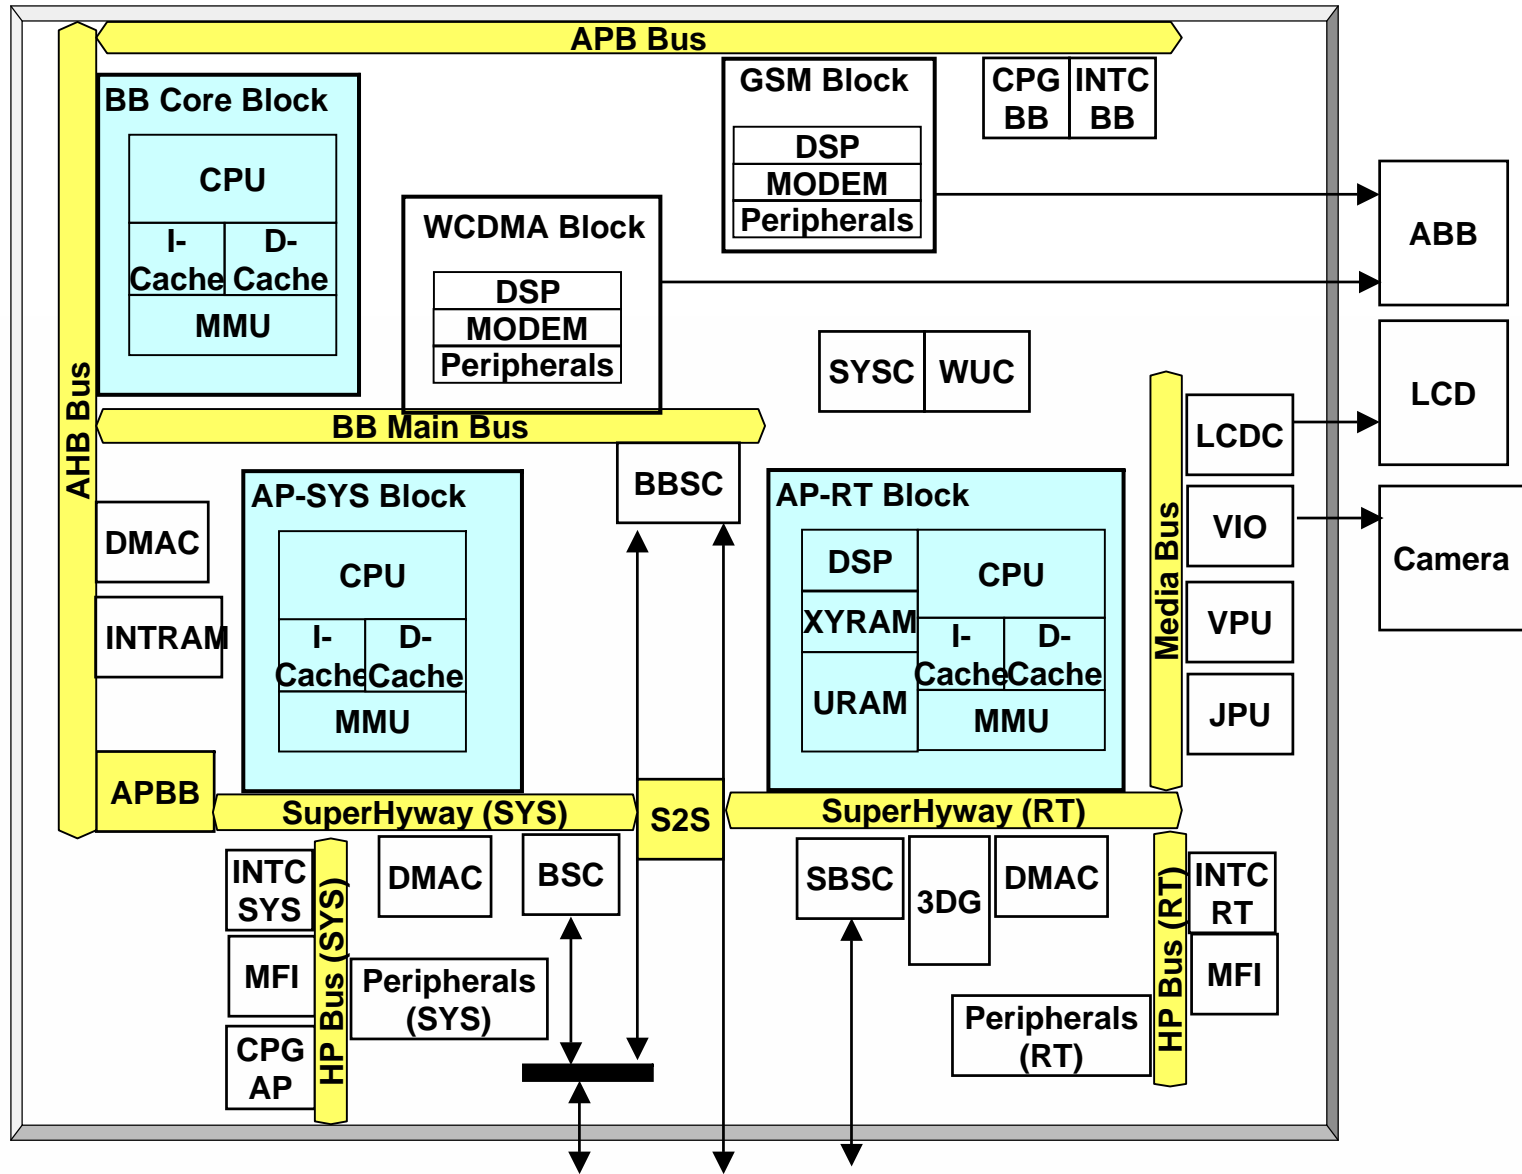 APB Bus
BB Core Block
CPU
I-
Cache
D-
Cache
MMU
GSM Block
DSP
MODEM
Peripherals
CPG
BB
INTC
BB
WCDMA Block
DSP
MODEM
Peripherals
ABB
SYSC
WUC
LCD
AHB Bus
BB Main Bus
BBSC
LCDC
AP-SYS Block
CPU
I-
Cache
D-
Cache
MMU
AP-RT Block
DSP
XYRAM
URAM
CPU
I-
Cache
D-
Cache
MMU
Media Bus
VIO
Camera
VPU
JPU
DMAC
INTRAM
APBB
SuperHyway (SYS)
S2S
SuperHyway (RT)
INTC
SYS
MFI
CPG
AP
HP Bus (SYS)
DMAC
BSC
Peripherals
(SYS)
SBSC
3DG
DMAC
Peripherals
(RT)
HP Bus (RT)
INTC
RT
MFI